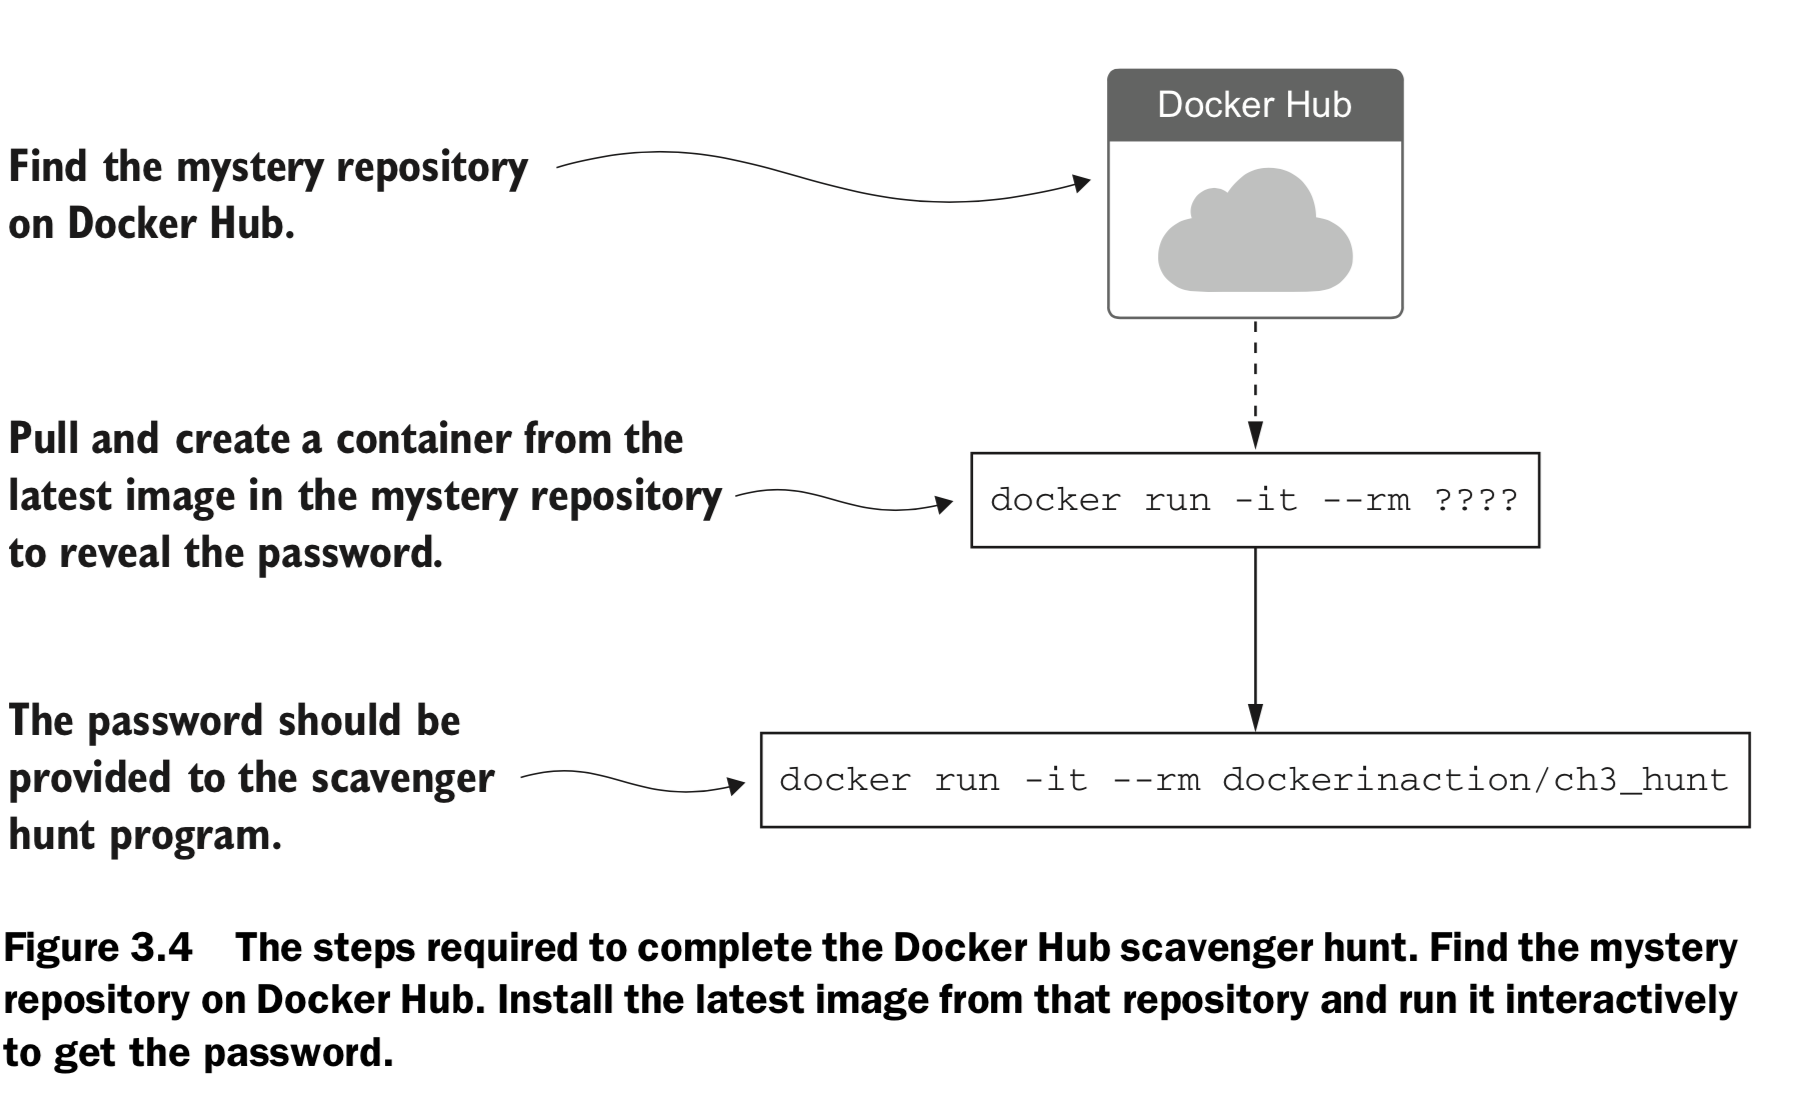 Docker Hub
Find the mystery repository
on Docker Hub.
Pull and create a container from the
latest image in the mystery repository
to reveal the password.
docker run -it --rm ????
The password should be
provided to the scavenger
hunt program.
docker run -it --rm dockerinaction/ch3_hunt
Figure 3.4 The steps required to complete the Docker Hub scavenger hunt. Find the mystery
repository on Docker Hub. Install the latest image from that repository and run it interactively
to get the password.